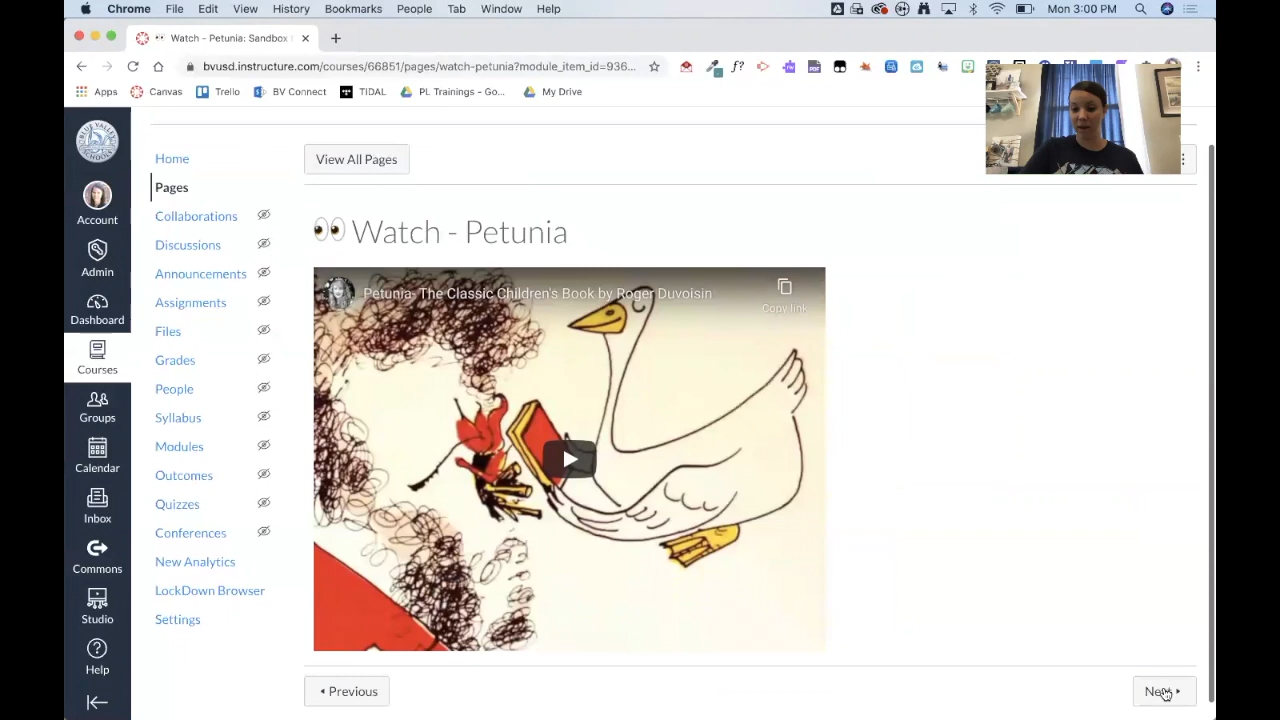 Chrome File Edit View History Bookmarks People Tab Window Help Mon 3:00 PM
Watch - Petunia: Sandbox
bvusd.instructure.com/courses/66851/pages/watch-petunia?module_item_id=936...
Apps Canvas Trello BV Connect TIDAL PL Trainings - Go... My Drive
BLUE VALLEY SCHOOLS
Account
Admin
Dashboard
Courses
Groups
Calendar
Inbox
Commons
Studio
Help
Home
Pages
Collaborations
Discussions
Announcements
Assignments
Files
Grades
People
Syllabus
Modules
Outcomes
Quizzes
Conferences
New Analytics
LockDown Browser
Settings
View All Pages
Watch - Petunia
Petunia- The Classic Children's Book by Roger Duvoisin
Copy link
Previous
Next